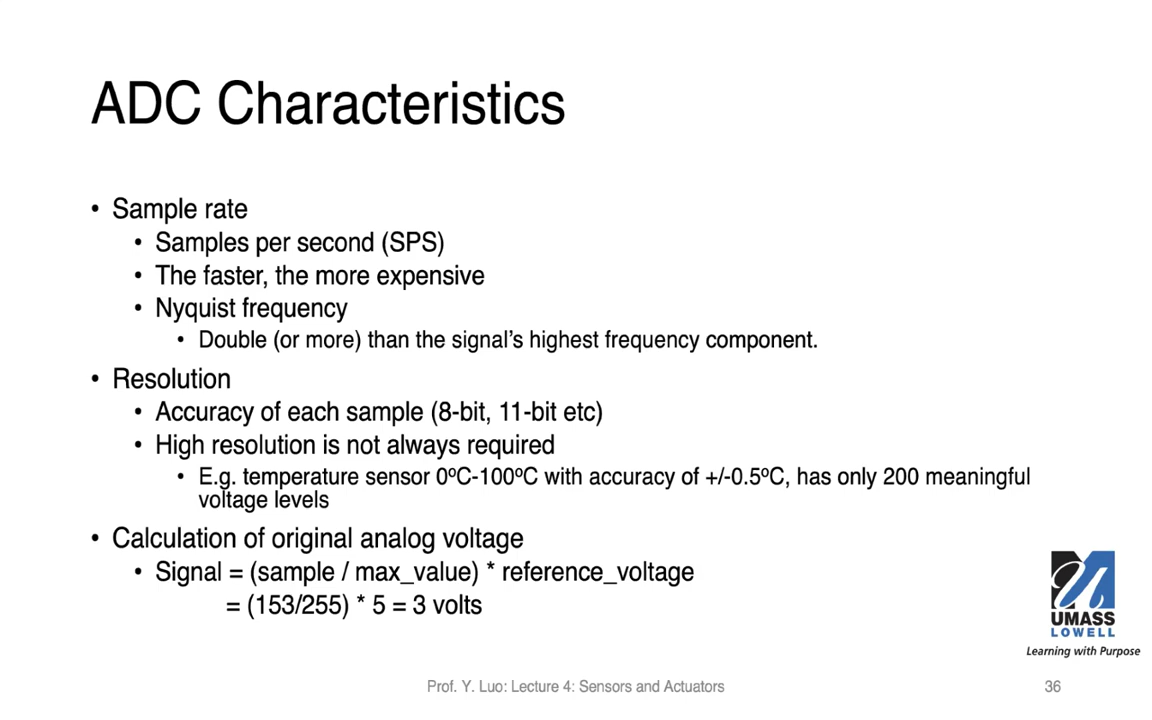 ADC Characteristics
• Sample rate
• Samples per second (SPS)
• The faster, the more expensive
• Nyquist frequency
• Double (or more) than the signal's highest frequency component.
• Resolution
• Accuracy of each sample (8-bit, 11-bit etc)
• High resolution is not always required
• E.g. temperature sensor 0ºC-100ºC with accuracy of +/-0.5ºC, has only 200 meaningful
voltage levels
• Calculation of original analog voltage
• Signal = (sample / max_value) * reference_voltage
= (153/255) * 5 = 3 volts
UMASS
LOWELL
Learning with Purpose
Prof. Y. Luo: Lecture 4: Sensors and Actuators
36